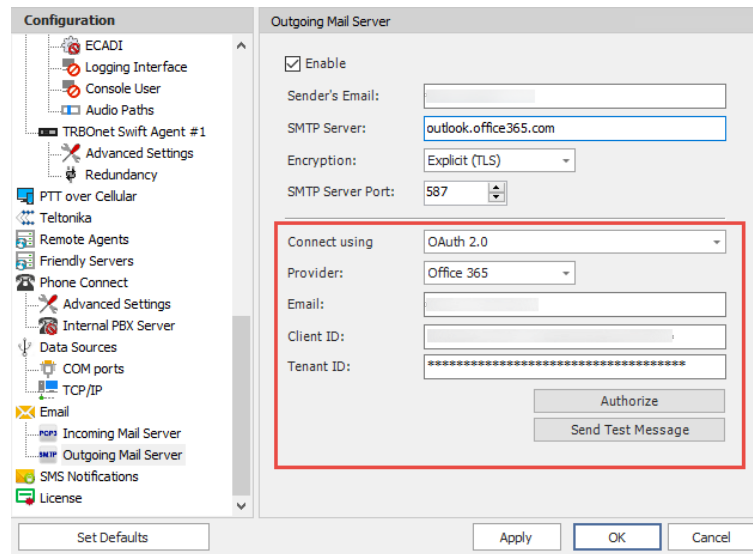 Configuration
ECADI
Logging Interface
Console User
Audio Paths
TRBOnet Swift Agent #1
Advanced Settings
Redundancy
PTT over Cellular
Teltonika
Remote Agents
Friendly Servers
Phone Connect
Advanced Settings
Internal PBX Server
Data Sources
COM ports
TCP/IP
Email
POP3 Incoming Mail Server
SMTP Outgoing Mail Server
SMS Notifications
License
Set Defaults
Outgoing Mail Server
Enable
Sender's Email:
SMTP Server: outlook.office365.com
Encryption: Explicit (TLS)
SMTP Server Port: 587
Connect using OAuth 2.0
Provider: Office 365
Email:
Client ID:
Tenant ID: ************************************
Authorize
Send Test Message
Apply OK Cancel